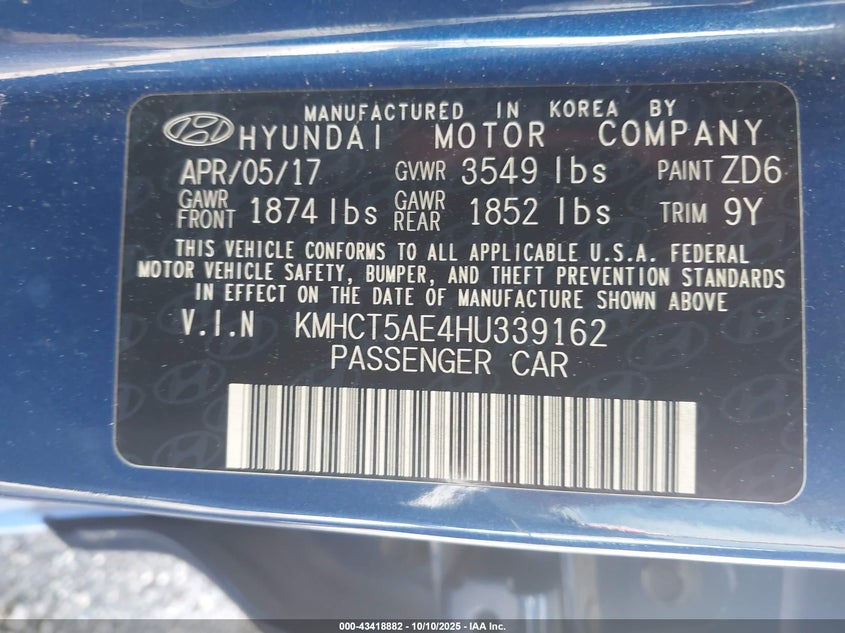 MANUFACTURED IN KOREA BY
HYUNDAI MOTOR COMPANY
APR/05/17 GVWR 3549 lbs PAINT ZD6
GAWR FRONT 1874 lbs GAWR REAR 1852 lbs TRIM 9Y
THIS VEHICLE CONFORMS TO ALL APPLICABLE U.S.A. FEDERAL
MOTOR VEHICLE SAFETY, BUMPER, AND THEFT PREVENTION STANDARDS
IN EFFECT ON THE DATE OF MANUFACTURE SHOWN ABOVE
V.I.N KMHCT5AE4HU339162
PASSENGER CAR
000-43418882 - 10/10/2025 - IAA Inc.